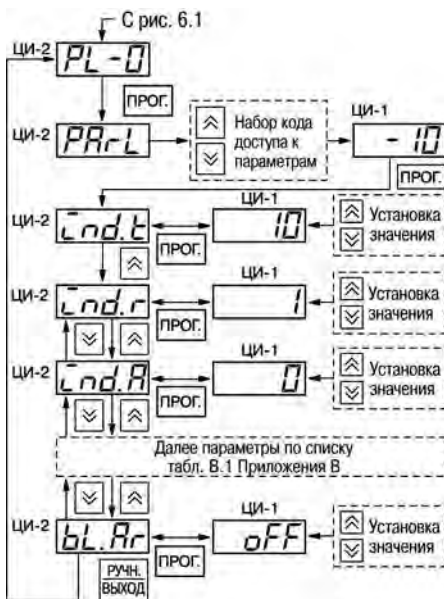 С рис. 6.1
ЦИ-2
PL-0
ПРОГ.
ЦИ-2
PArL
Набор кода
доступа к
параметрам
ЦИ-1
-10
ПРОГ.
ЦИ-2
ind.t
ПРОГ.
ЦИ-1
10
Установка
значения
ЦИ-2
ind.r
ПРОГ.
ЦИ-1
1
Установка
значения
ЦИ-2
ind.A
ПРОГ.
ЦИ-1
0
Установка
значения
Далее параметры по списку
табл. В.1 Приложения В
ЦИ-2
bL.Ar
ПРОГ.
ЦИ-1
oFF
Установка
значения
РУЧН.
ВЫХОД